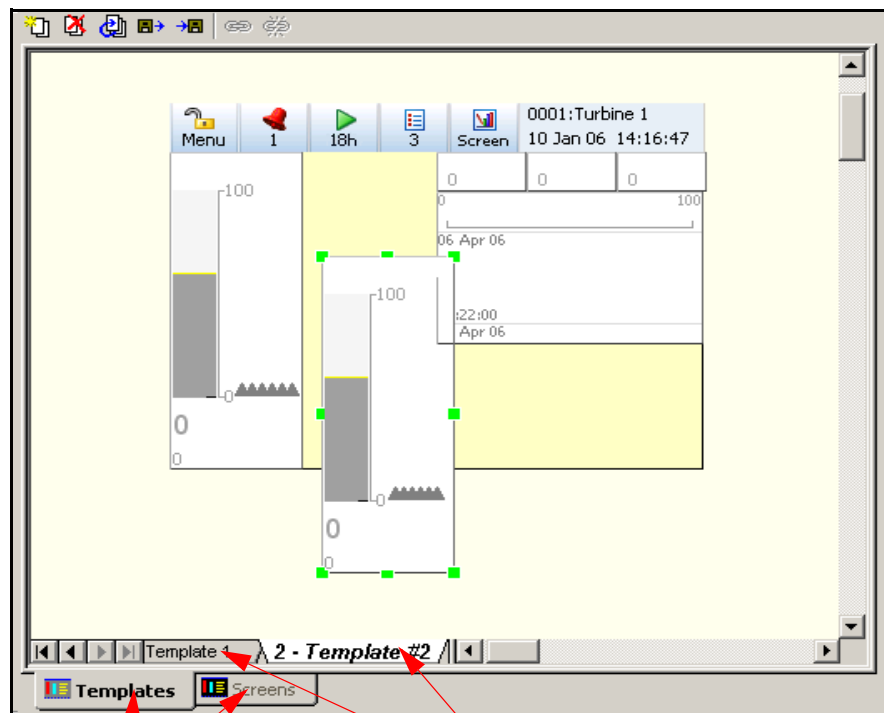 0001:Turbine 1
Menu 1 18h 3 Screen 10 Jan 06 14:16:47
0 0 0
100
0 100
06 Apr 06
100
:22:00
Apr 06
0
0
0
0
0
0
Template 1 2 - Template #2
Templates Screens